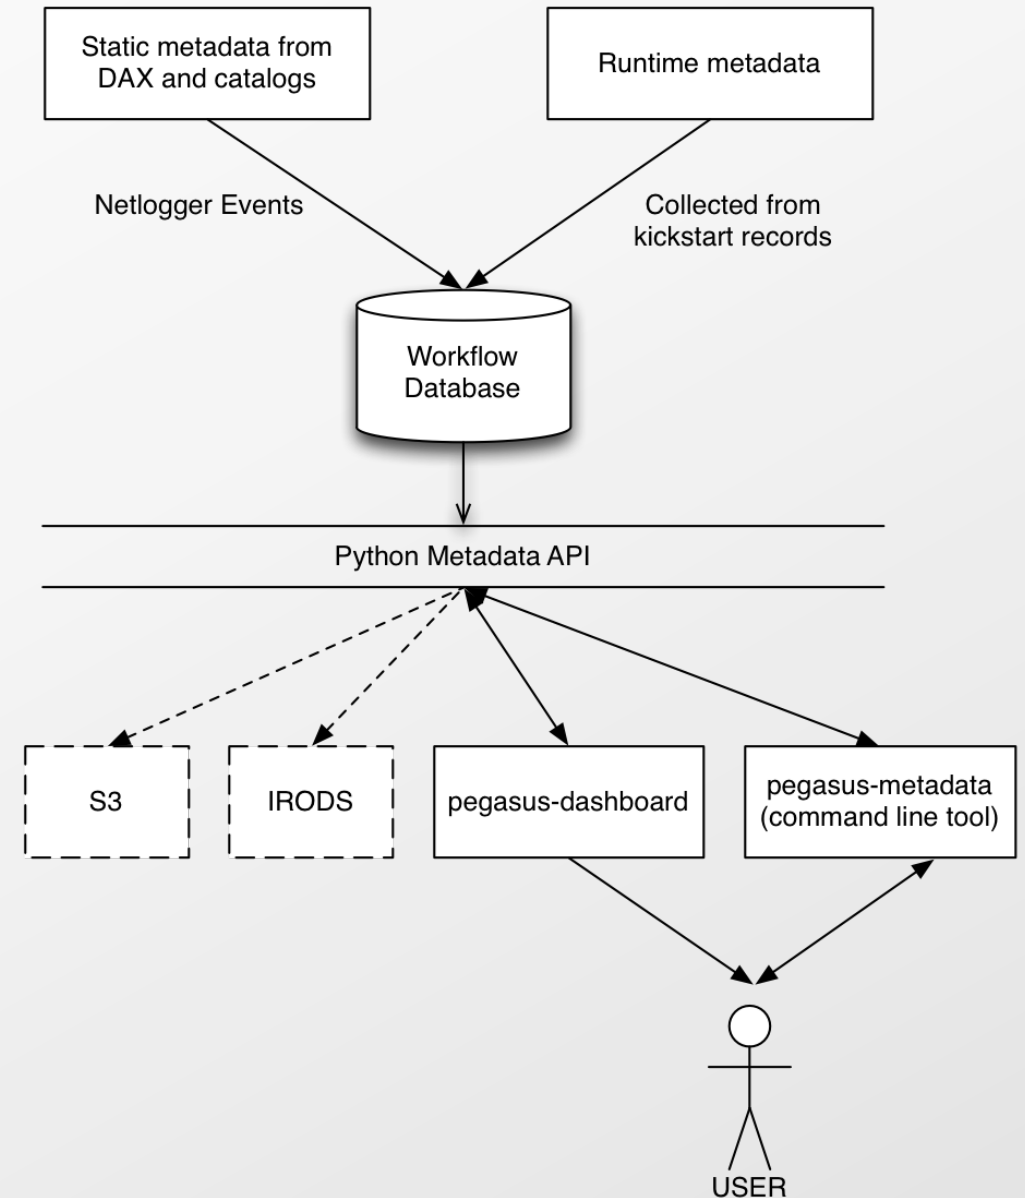 Static metadata from
DAX and catalogs
Runtime metadata
Netlogger Events
Collected from
kickstart records
Workflow
Database
Python Metadata API
S3
IRODS
pegasus-dashboard
pegasus-metadata
(command line tool)
USER